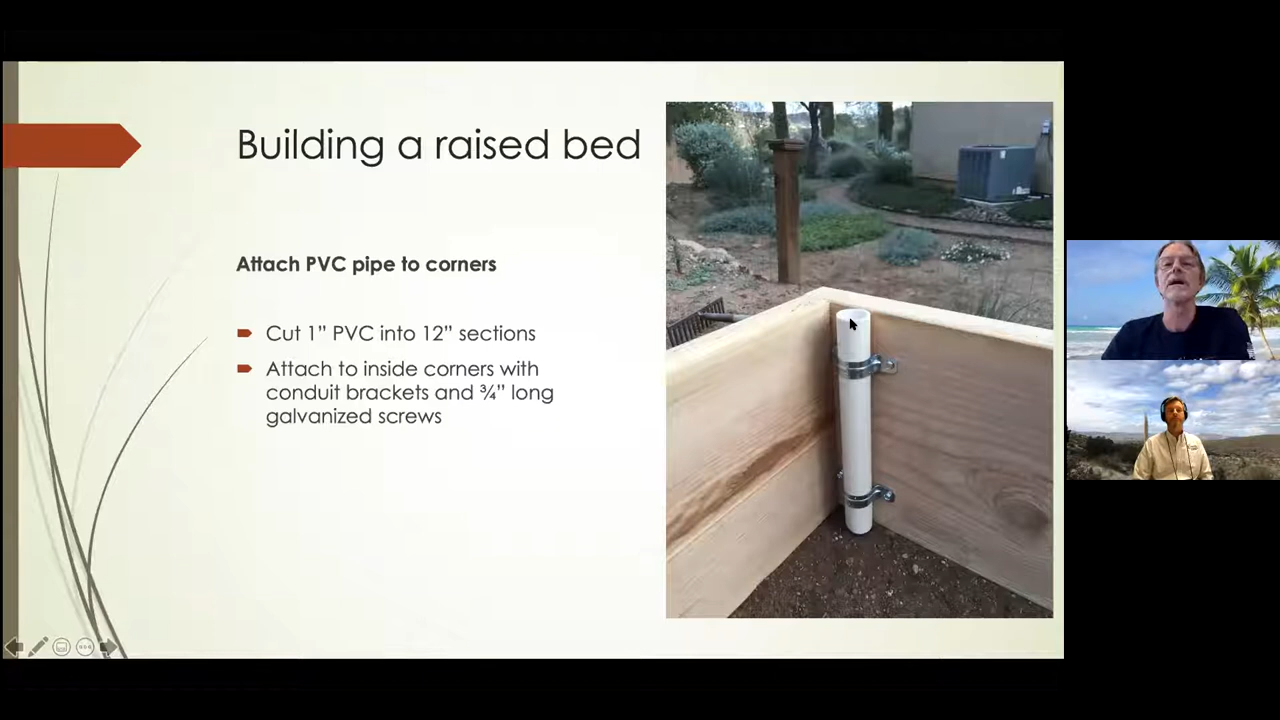 Building a raised bed
Attach PVC pipe to corners
Cut 1” PVC into 12” sections
Attach to inside corners with
conduit brackets and ¾” long
galvanized screws